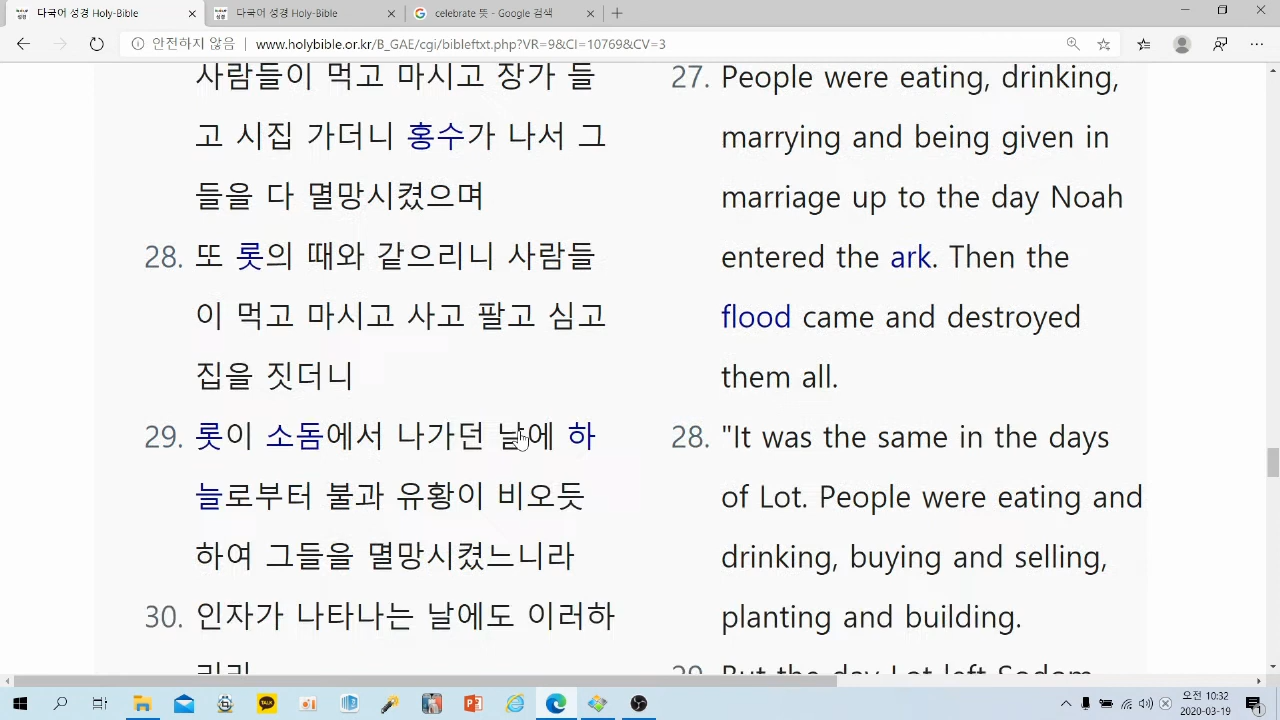 다국어 성경 Holy-Bible
다국어 성경 Holy-Bible
celebrate 뜻 - Google 검색
안전하지 않음 | www.holybible.or.kr/B_GAE/cgi/bibleftxt.php?VR=9&CI=10769&CV=3
사람들이 먹고 마시고 장가 들
고 시집 가더니 홍수가 나서 그
들을 다 멸망시켰으며
28. 또 롯의 때와 같으리니 사람들
이 먹고 마시고 사고 팔고 심고
집을 짓더니
29. 롯이 소돔에서 나가던 날에 하
늘로부터 불과 유황이 비오듯
하여 그들을 멸망시켰느니라
30. 인자가 나타나는 날에도 이러하
리라
27. People were eating, drinking,
marrying and being given in
marriage up to the day Noah
entered the ark. Then the
flood came and destroyed
them all.
28. "It was the same in the days
of Lot. People were eating and
drinking, buying and selling,
planting and building.
29. But the day Lot left Sodom,
오전 10:32
2020-03-19